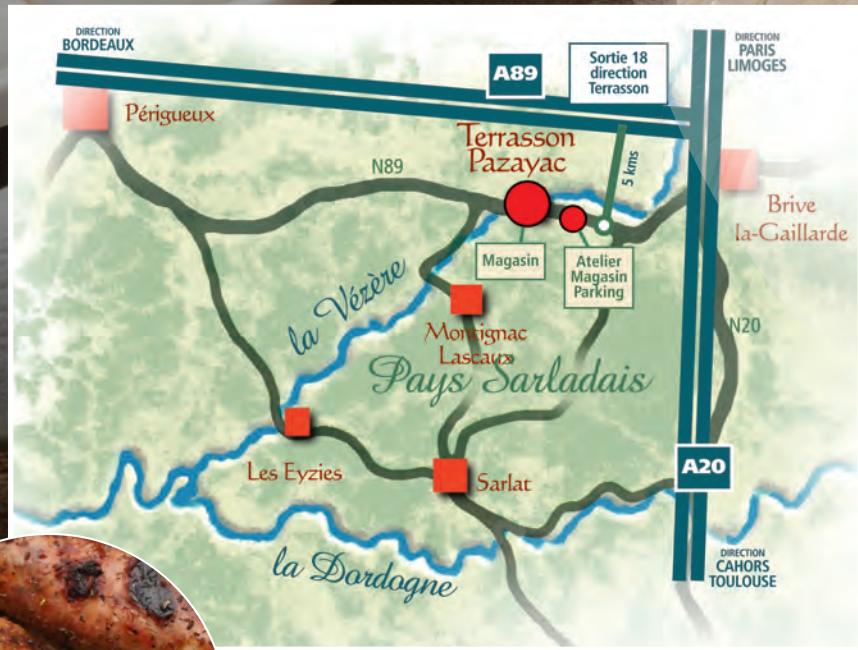 DIRECTION
BORDEAUX
A89
Sortie 18
direction
Terrasson
DIRECTION
PARIS
LIMOGES
Périgueux
Terrasson
Pazayac
N89
5 kms
Brive
la-Gaillarde
Magasin
Atelier
Magasin
Parking
la Vézère
Montignac
Lascaux
N20
Pays Sarladais
Les Eyzies
Sarlat
A20
la Dordogne
DIRECTION
CAHORS
TOULOUSE